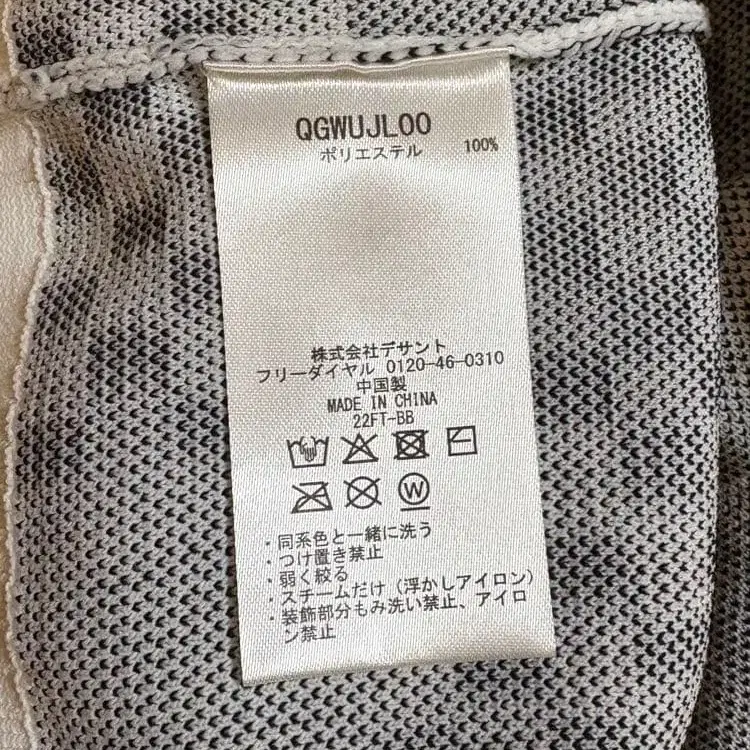 QGWUJL00
ポリエステル 100%
株式会社デサント
フリーダイヤル 0120-46-0310
中国製
MADE IN CHINA
22FT-BB
W
・同系色と一緒に洗う
・つけ置き禁止
・弱く絞る
・スチームだけ（浮かしアイロン）
・装飾部分もみ洗い禁止、アイロ
ン禁止